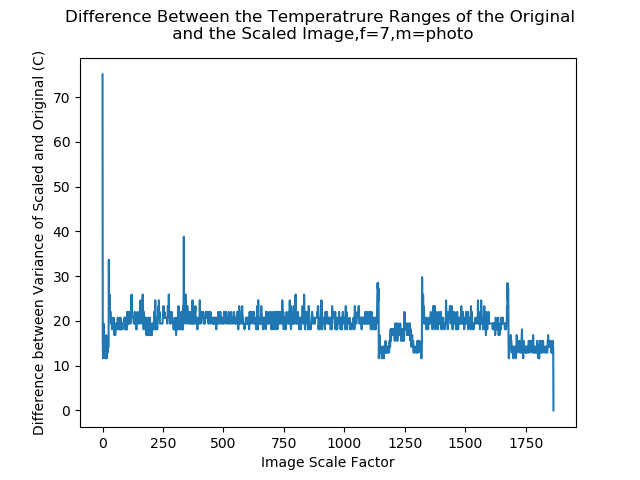 Difference Between the Temperatrure Ranges of the Original
and the Scaled Image,f=7,m=photo
Difference between Variance of Scaled and Original (C)
70
60
50
40
30
20
10
0
0 250 500 750 1000 1250 1500 1750
Image Scale Factor